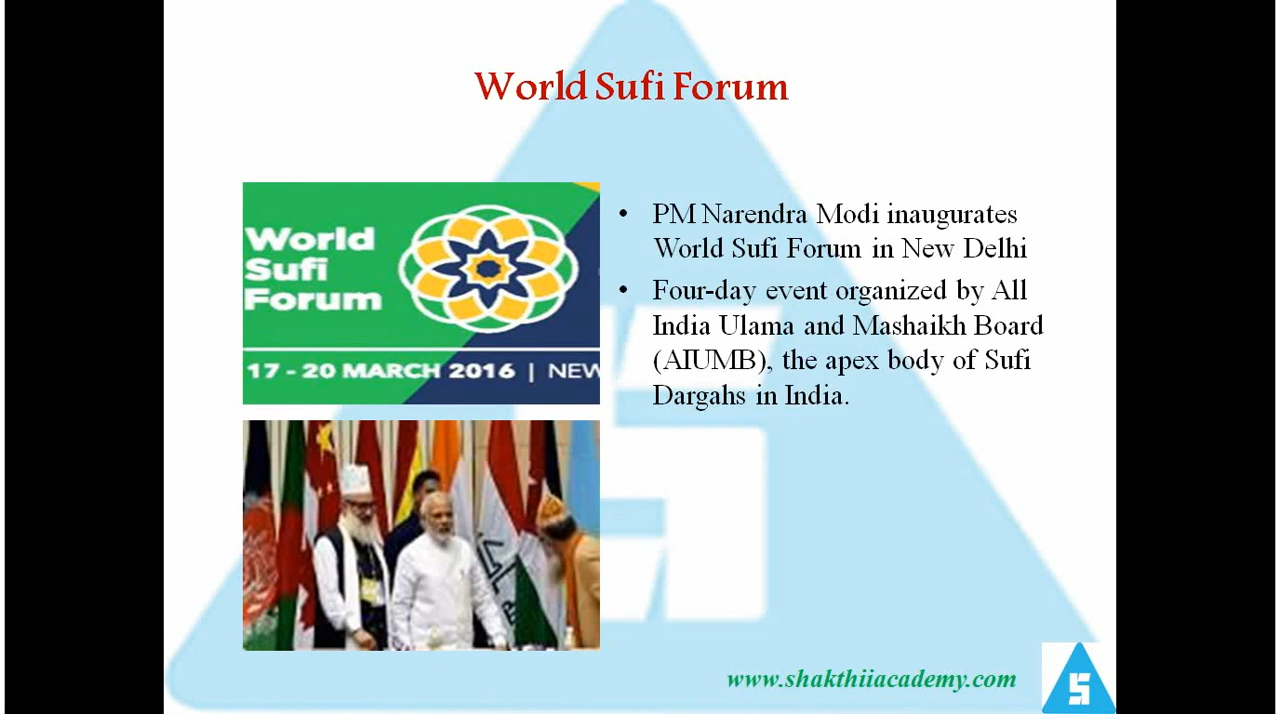 World Sufi Forum
World
Sufi
Forum
17 - 20 MARCH 2016 | NEW
• PM Narendra Modi inaugurates
World Sufi Forum in New Delhi
• Four-day event organized by All
India Ulama and Mashaikh Board
(AIUMB), the apex body of Sufi
Dargahs in India.
www.shakthiiacademy.com